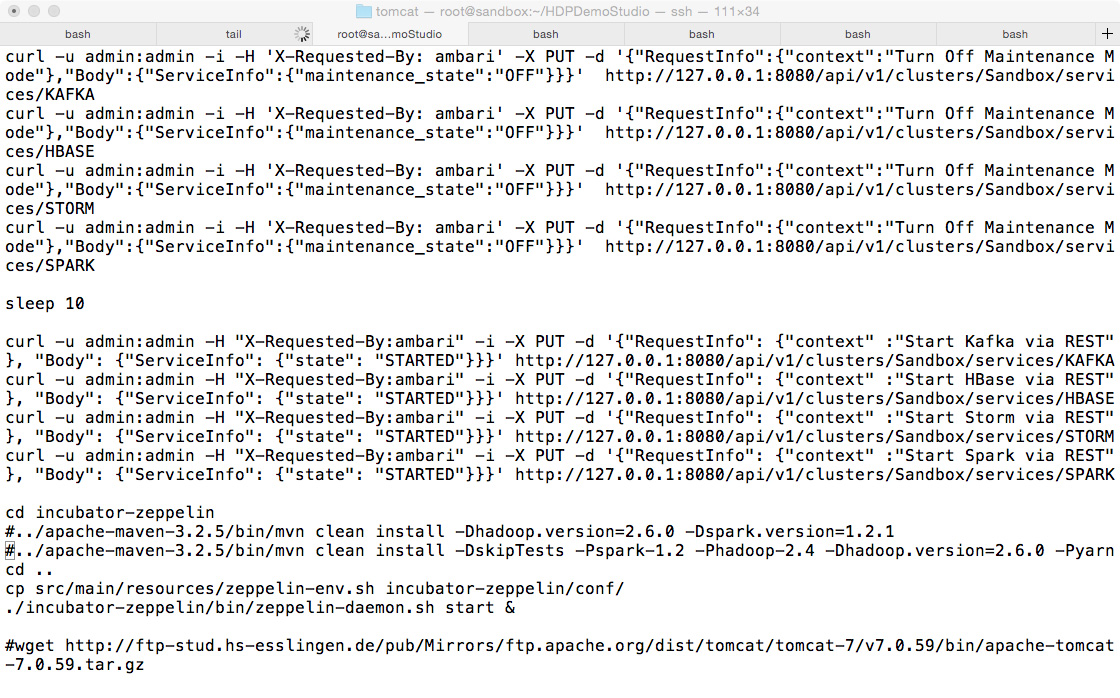 tomcat — root@sandbox:~/HDPDemoStudio — ssh — 111×34
bash tail root@sa...moStudio bash bash bash bash +
curl -u admin:admin -i -H 'X-Requested-By: ambari' -X PUT -d '{"RequestInfo":{"context":"Turn Off Maintenance M
ode"},"Body":{"ServiceInfo":{"maintenance_state":"OFF"}}}'  http://127.0.0.1:8080/api/v1/clusters/Sandbox/servi
ces/KAFKA
curl -u admin:admin -i -H 'X-Requested-By: ambari' -X PUT -d '{"RequestInfo":{"context":"Turn Off Maintenance M
ode"},"Body":{"ServiceInfo":{"maintenance_state":"OFF"}}}'  http://127.0.0.1:8080/api/v1/clusters/Sandbox/servi
ces/HBASE
curl -u admin:admin -i -H 'X-Requested-By: ambari' -X PUT -d '{"RequestInfo":{"context":"Turn Off Maintenance M
ode"},"Body":{"ServiceInfo":{"maintenance_state":"OFF"}}}'  http://127.0.0.1:8080/api/v1/clusters/Sandbox/servi
ces/STORM
curl -u admin:admin -i -H 'X-Requested-By: ambari' -X PUT -d '{"RequestInfo":{"context":"Turn Off Maintenance M
ode"},"Body":{"ServiceInfo":{"maintenance_state":"OFF"}}}'  http://127.0.0.1:8080/api/v1/clusters/Sandbox/servi
ces/SPARK
sleep 10
curl -u admin:admin -H "X-Requested-By:ambari" -i -X PUT -d '{"RequestInfo": {"context" :"Start Kafka via REST"
}, "Body": {"ServiceInfo": {"state": "STARTED"}}}' http://127.0.0.1:8080/api/v1/clusters/Sandbox/services/KAFKA
curl -u admin:admin -H "X-Requested-By:ambari" -i -X PUT -d '{"RequestInfo": {"context" :"Start HBase via REST"
}, "Body": {"ServiceInfo": {"state": "STARTED"}}}' http://127.0.0.1:8080/api/v1/clusters/Sandbox/services/HBASE
curl -u admin:admin -H "X-Requested-By:ambari" -i -X PUT -d '{"RequestInfo": {"context" :"Start Storm via REST"
}, "Body": {"ServiceInfo": {"state": "STARTED"}}}' http://127.0.0.1:8080/api/v1/clusters/Sandbox/services/STORM
curl -u admin:admin -H "X-Requested-By:ambari" -i -X PUT -d '{"RequestInfo": {"context" :"Start Spark via REST"
}, "Body": {"ServiceInfo": {"state": "STARTED"}}}' http://127.0.0.1:8080/api/v1/clusters/Sandbox/services/SPARK
cd incubator-zeppelin
#../apache-maven-3.2.5/bin/mvn clean install -Dhadoop.version=2.6.0 -Dspark.version=1.2.1
#../apache-maven-3.2.5/bin/mvn clean install -DskipTests -Pspark-1.2 -Phadoop-2.4 -Dhadoop.version=2.6.0 -Pyarn
cd ..
cp src/main/resources/zeppelin-env.sh incubator-zeppelin/conf/
./incubator-zeppelin/bin/zeppelin-daemon.sh start &
#wget http://ftp-stud.hs-esslingen.de/pub/Mirrors/ftp.apache.org/dist/tomcat/tomcat-7/v7.0.59/bin/apache-tomcat
-7.0.59.tar.gz